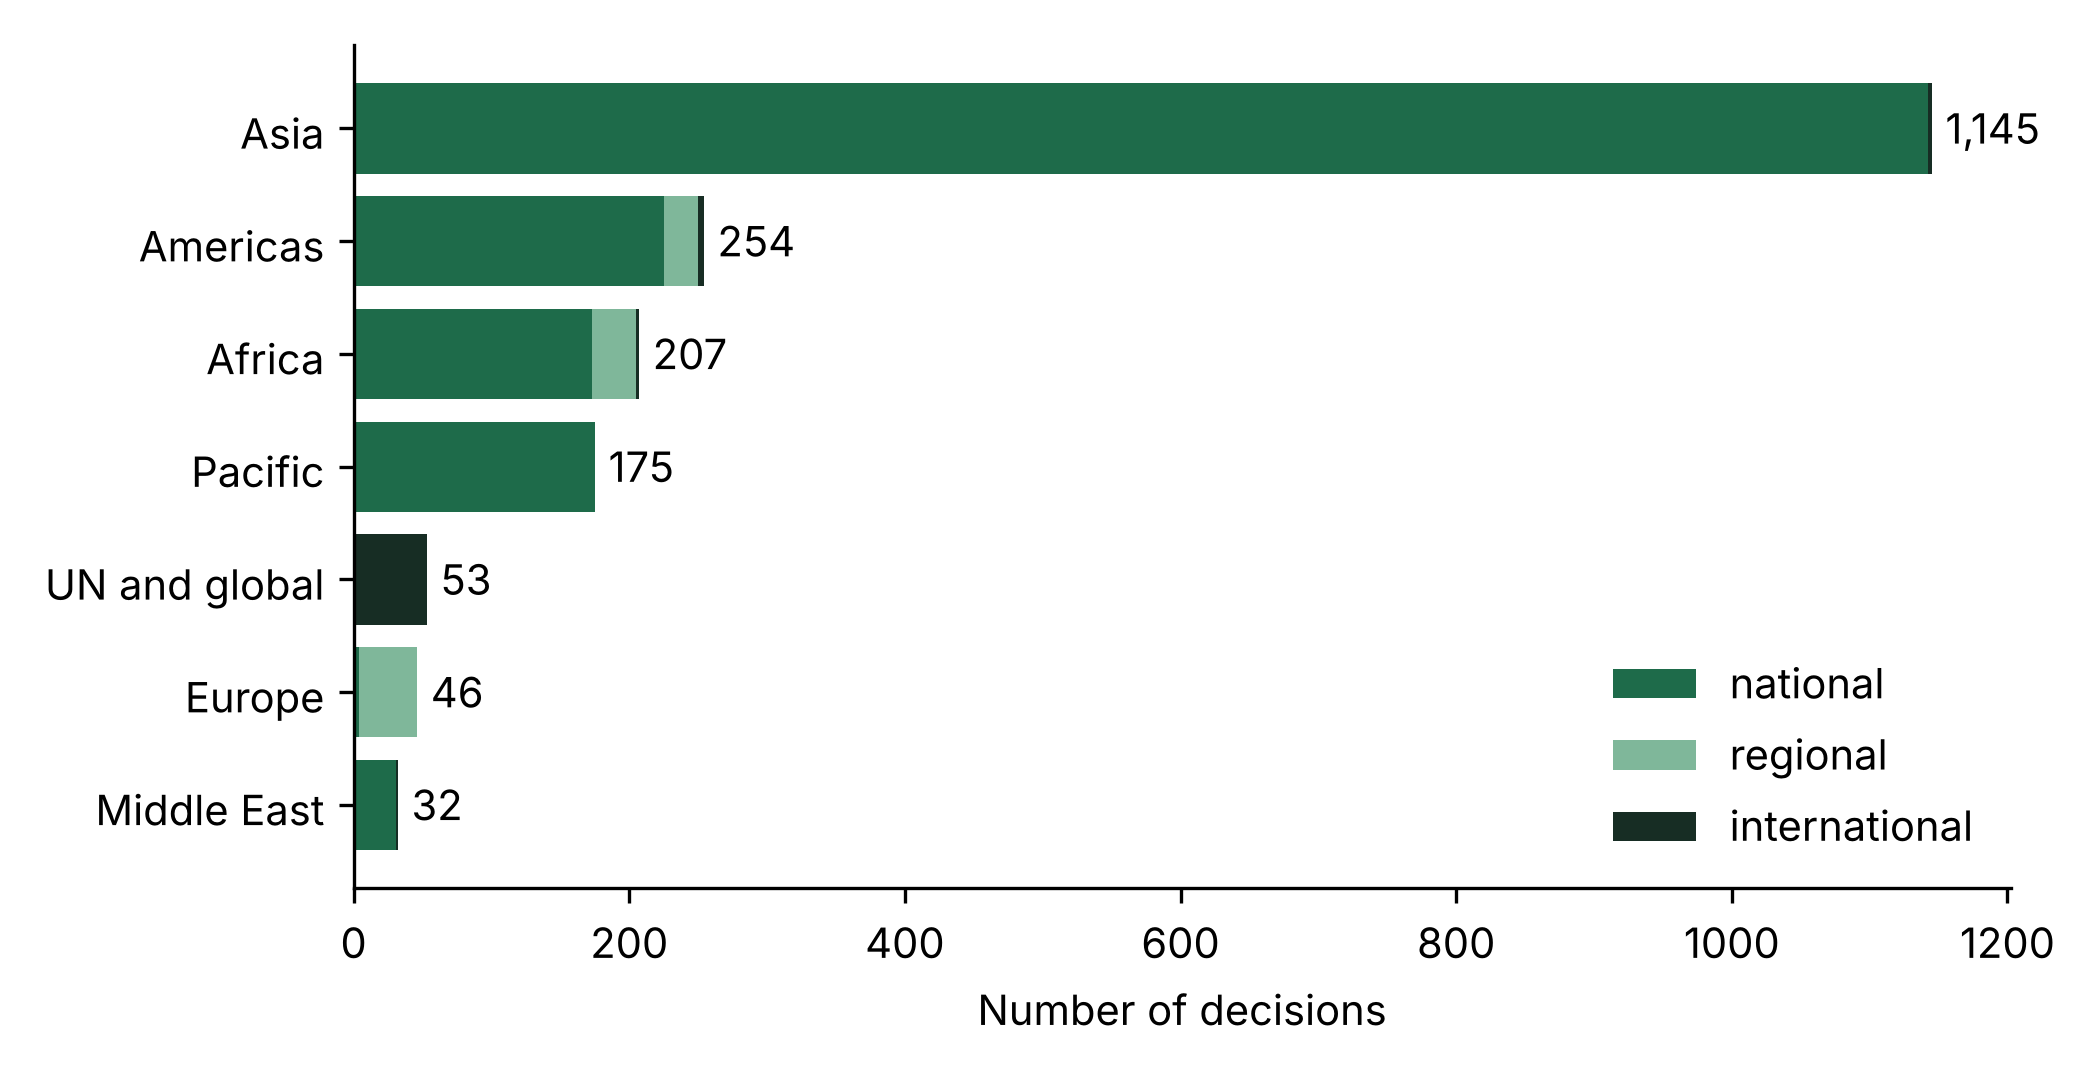 Asia 1,145
Americas 254
Africa 207
Pacific 175
UN and global 53
Europe 46
Middle East 32
national
regional
international
0 200 400 600 800 1000 1200
Number of decisions